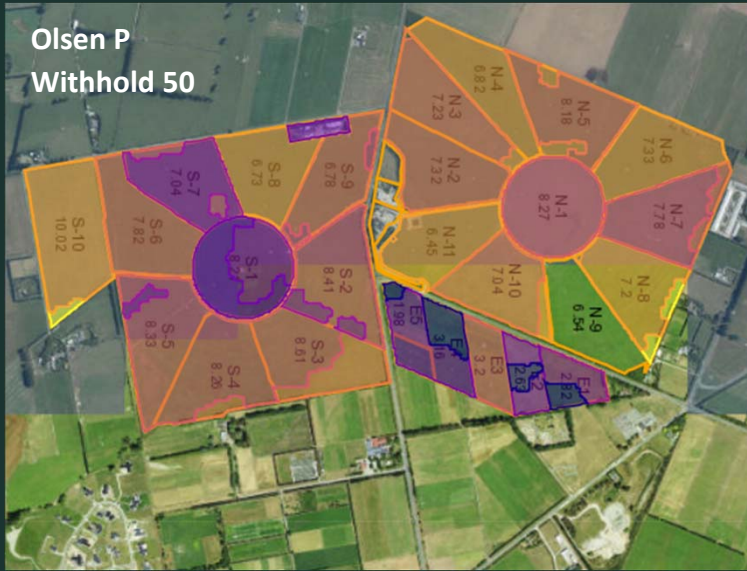 Olsen P
Withhold 50
N-4
6.82
N-5
8.18
N-6
7.33
N-3
7.23
N-2
7.32
N-1
8.27
N-7
7.78
N-11
6.45
N-10
7.04
N-9
6.54
N-8
7.2
S-7
7.04
S-8
6.73
S-9
6.78
S-10
10.02
S-6
7.82
S-1
S-2
8.41
S-5
8.33
S-4
8.26
S-3
8.61
E5
1.98
E3
3.2
2.63